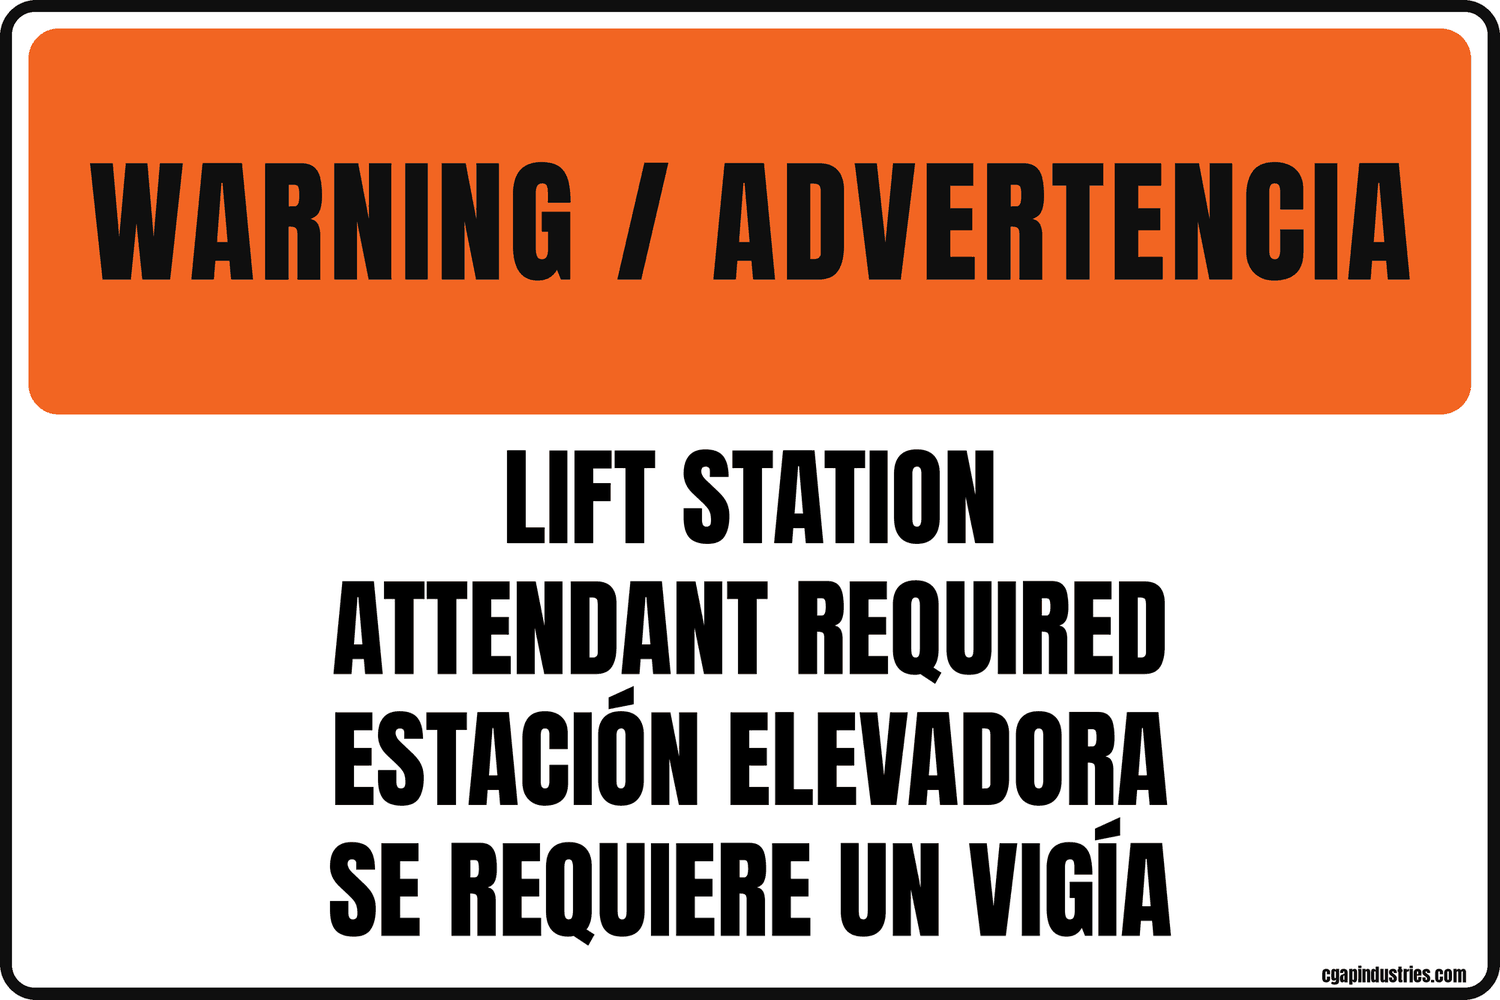 WARNING / ADVERTENCIA
LIFT STATION
ATTENDANT REQUIRED
ESTACIÓN ELEVADORA
SE REQUIERE UN VIGÍA
cgapindustries.com